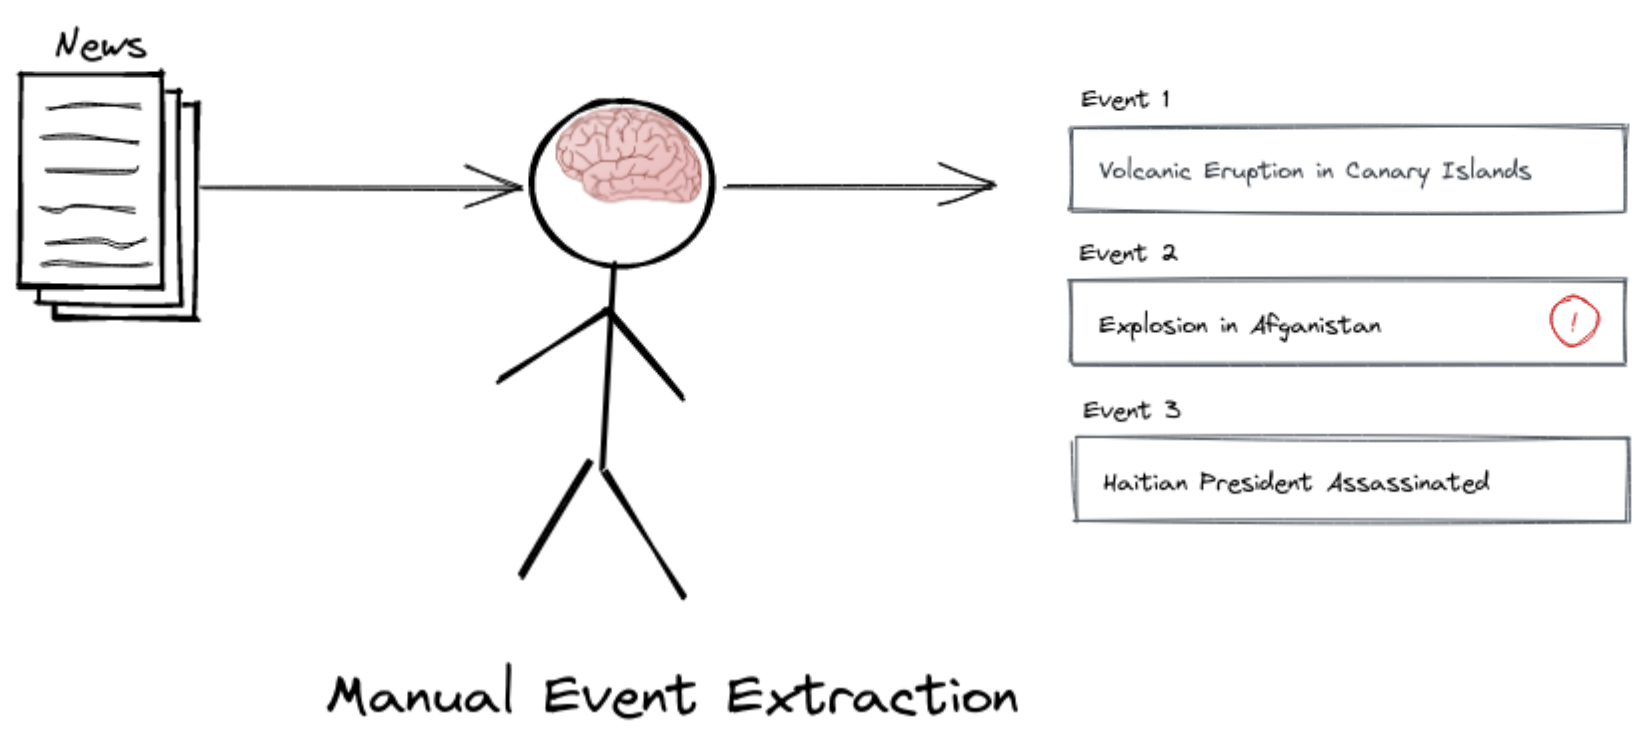 News
Event 1
Volcanic Eruption in Canary Islands
Event 2
Explosion in Afganistan
!
Event 3
Haitian President Assassinated
Manual Event Extraction